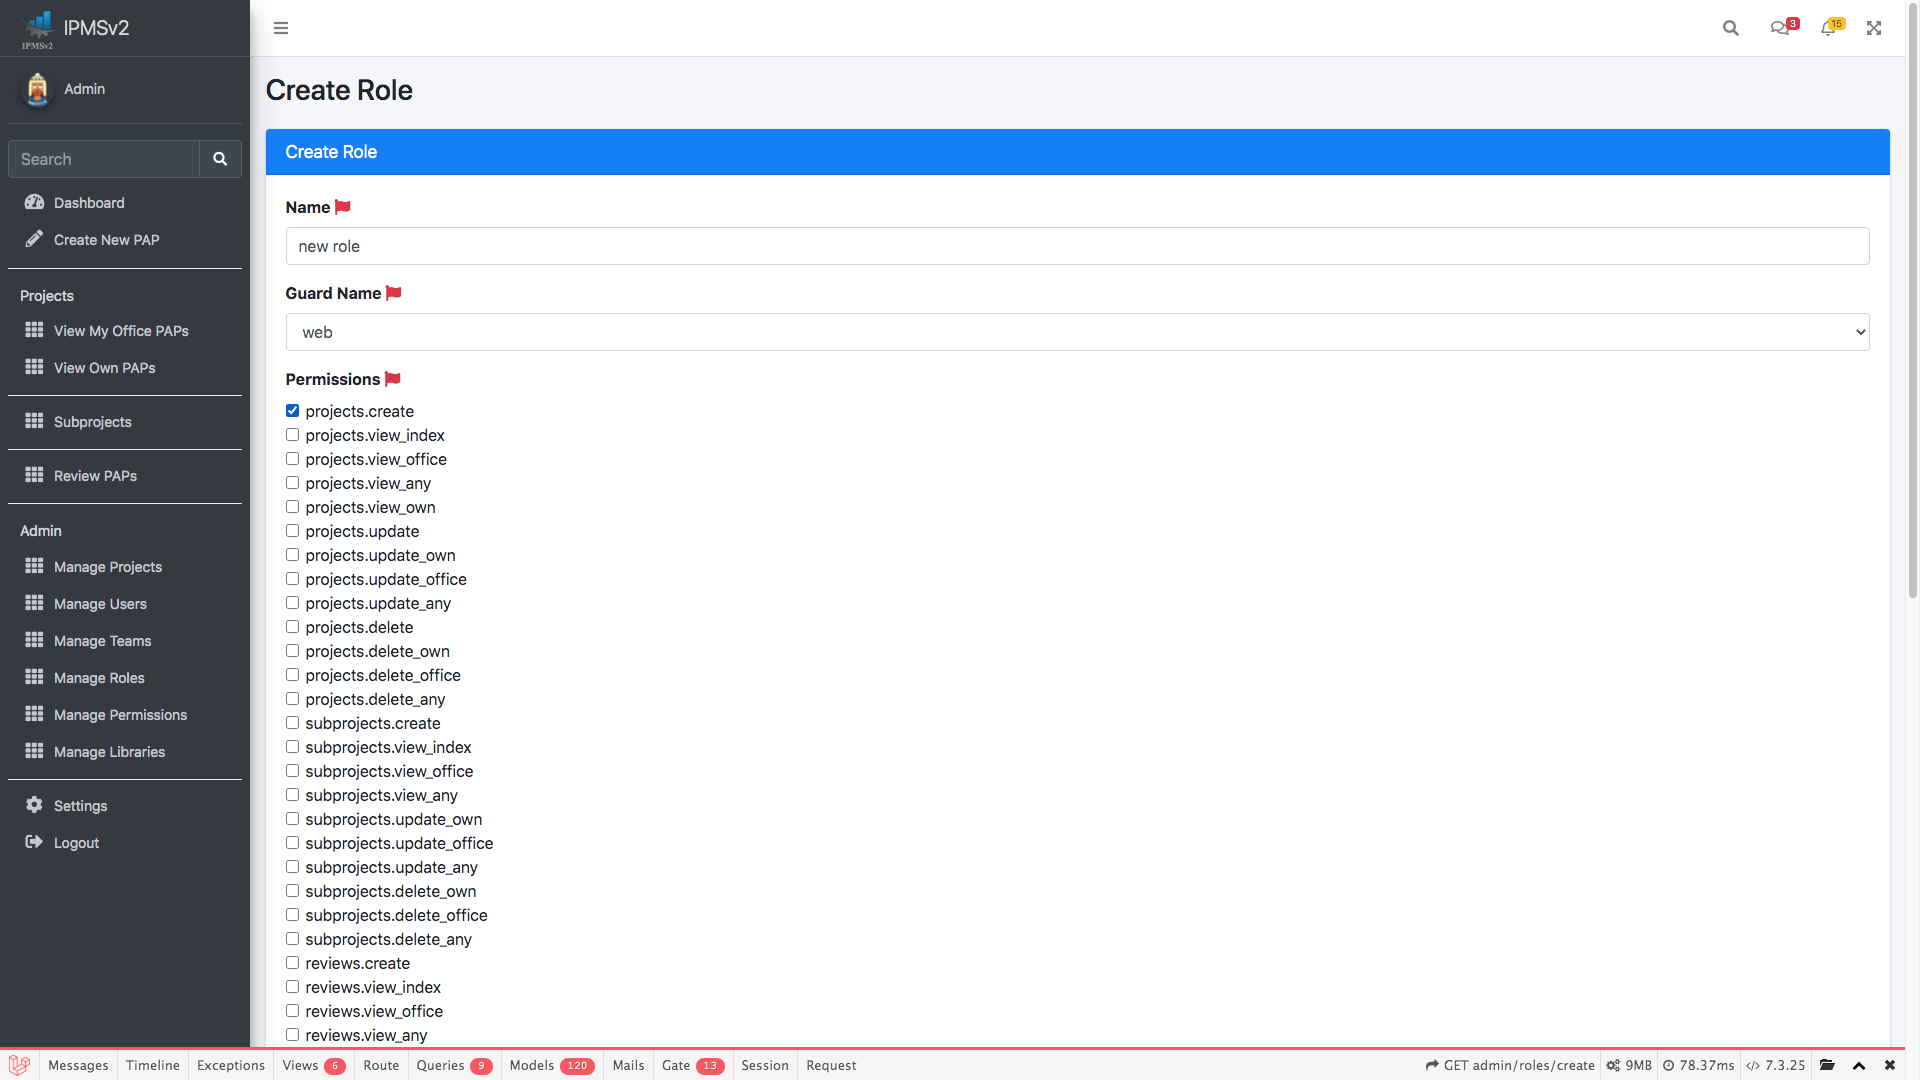 IPMSv2
IPMSv2
3
15
Admin
Search
Dashboard
Create New PAP
Projects
View My Office PAPs
View Own PAPs
Subprojects
Review PAPs
Admin
Manage Projects
Manage Users
Manage Teams
Manage Roles
Manage Permissions
Manage Libraries
Settings
Logout
Create Role
Create Role
Name
new role
Guard Name
web
Permissions
projects.create
projects.view_index
projects.view_office
projects.view_any
projects.view_own
projects.update
projects.update_own
projects.update_office
projects.update_any
projects.delete
projects.delete_own
projects.delete_office
projects.delete_any
subprojects.create
subprojects.view_index
subprojects.view_office
subprojects.view_any
subprojects.update_own
subprojects.update_office
subprojects.update_any
subprojects.delete_own
subprojects.delete_office
subprojects.delete_any
reviews.create
reviews.view_index
reviews.view_office
reviews.view_any
Messages Timeline Exceptions Views 6 Route Queries 9 Models 120 Mails Gate 13 Session Request GET admin/roles/create 9MB 78.37ms 7.3.25